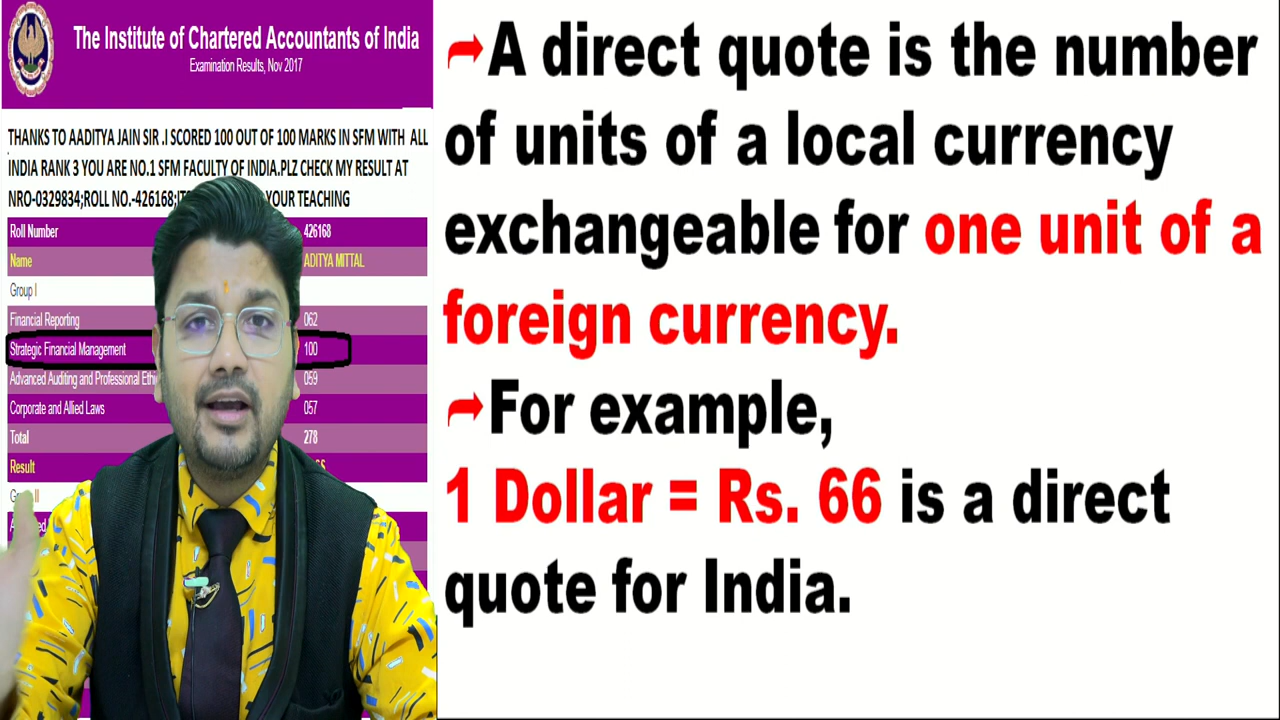 The Institute of Chartered Accountants of India
Examination Results, Nov 2017
THANKS TO AADITYA JAIN SIR .I SCORED 100 OUT OF 100 MARKS IN SFM WITH ALL
INDIA RANK 3 YOU ARE NO.1 SFM FACULTY OF INDIA.PLZ CHECK MY RESULT AT
NRO-0329834;ROLL NO.-426168; YOUR TEACHING
Roll Number 426168
Name ADITYA MITTAL
Group I
Financial Reporting 062
Strategic Financial Management 100
Advanced Auditing and Professional 059
Corporate and Allied Laws 057
Total 278
Result
➦A direct quote is the number
of units of a local currency
exchangeable for one unit of a
foreign currency.
➦For example,
1 Dollar = Rs. 66 is a direct
quote for India.